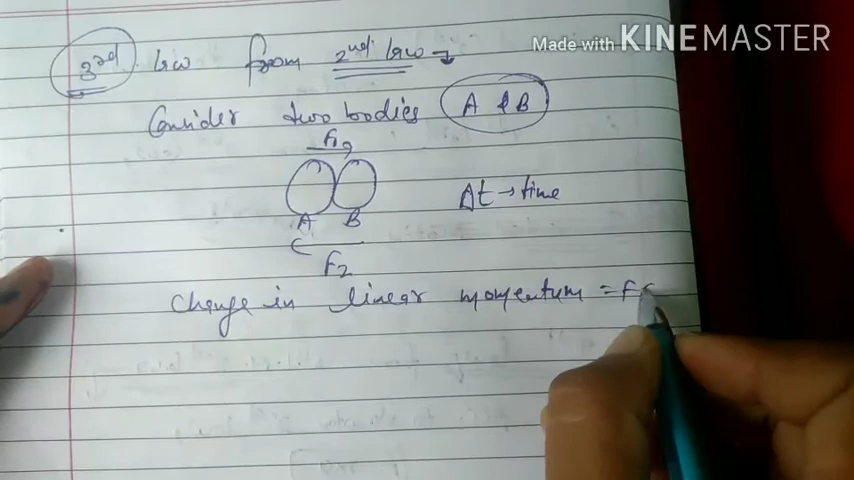 Made with KINEMASTER
3rd law from 2nd law →
Consider two bodies A & B
F1
Δt → time
A B
F2
Change in linear momentum = F